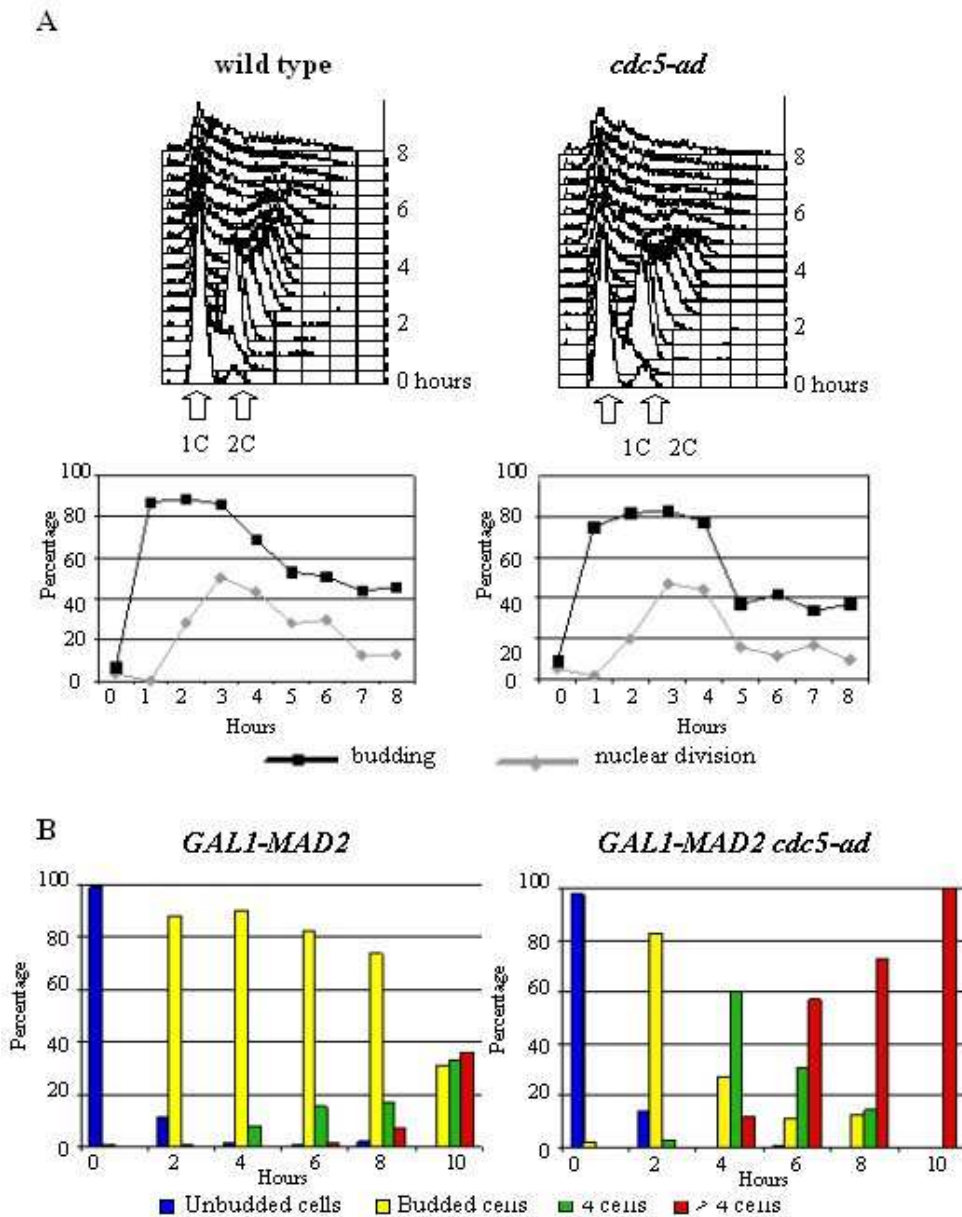 A
wild type
cdc5-ad
8
6
4
2
0 hours
1C 2C
8
6
4
2
0 hours
1C 2C
100
80
60
40
20
0
Percentage
0 1 2 3 4 5 6 7 8
Hours
100
80
60
40
20
0
Percentage
0 1 2 3 4 5 6 7 8
Hours
budding
nuclear division
B
GAL1-MAD2
GAL1-MAD2 cdc5-ad
100
80
60
40
20
0
Percentage
0 2 4 6 8 10
Hours
100
80
60
40
20
0
Percentage
0 2 4 6 8 10
Hours
Unbudded cells
Budded cells
4 cells
> 4 cells